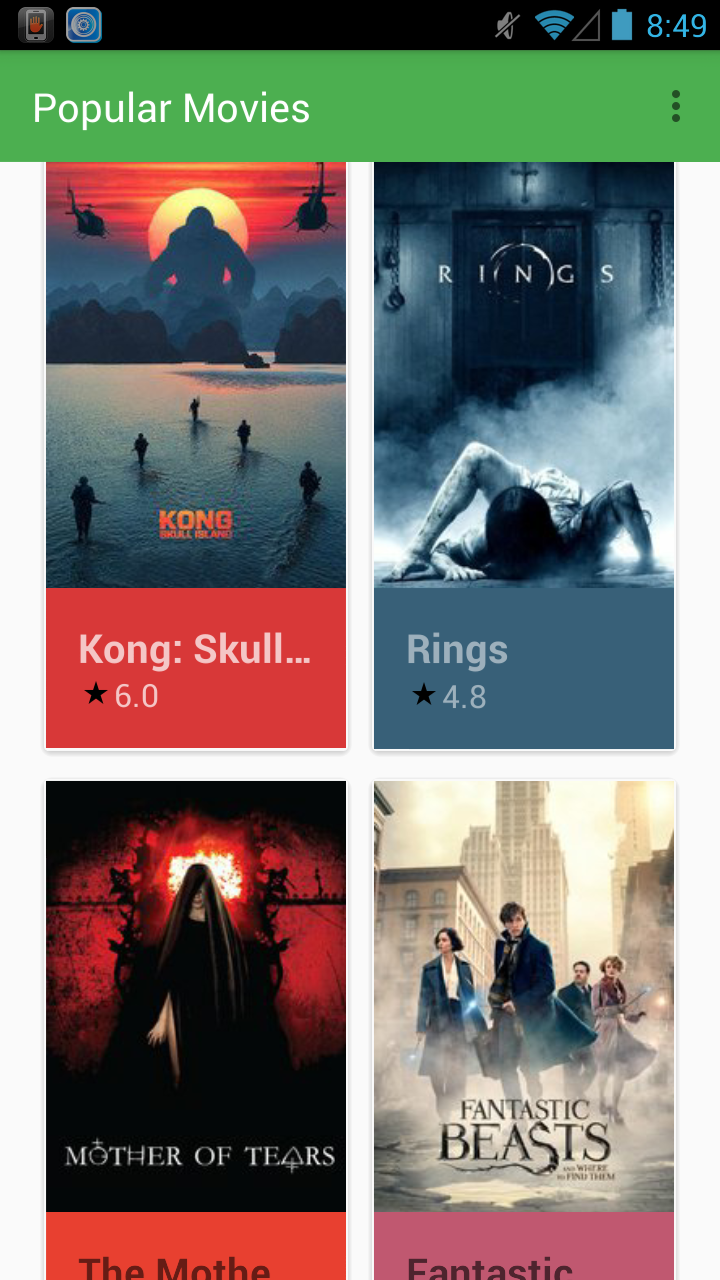 8:49
Popular Movies
KONG
SKULL ISLAND
RINGS
Kong: Skull…
★ 6.0
Rings
★ 4.8
MOTHER OF TEARS
FANTASTIC
BEASTS
AND WHERE
TO FIND THEM
The Mothe
Fantastic